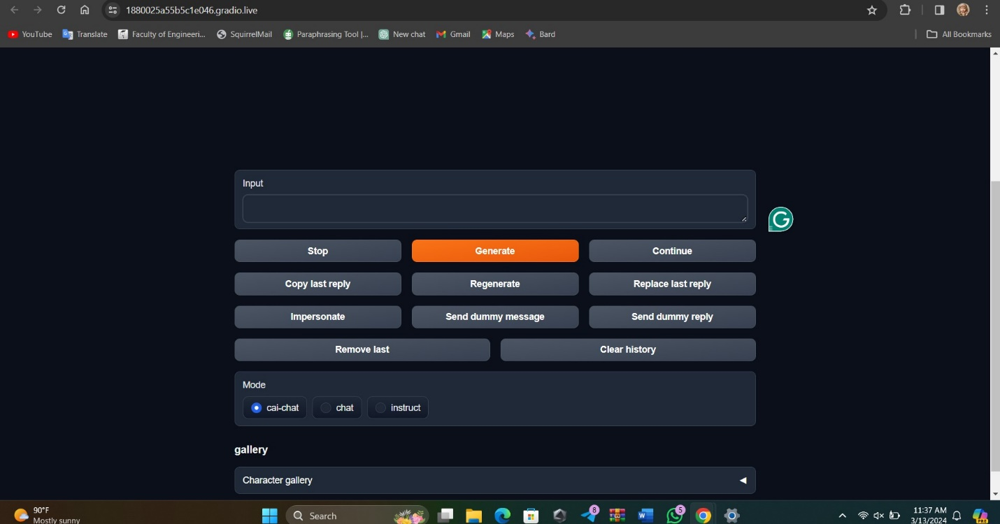 1880025a55b5c1e046.gradio.live
YouTube Translate Faculty of Engineeri... SquirrelMail Paraphrasing Tool |... New chat Gmail Maps Bard All Bookmarks
Input
G
Stop Generate Continue
Copy last reply Regenerate Replace last reply
Impersonate Send dummy message Send dummy reply
Remove last Clear history
Mode
cai-chat chat instruct
gallery
Character gallery
90°F
Mostly sunny
Search
8
W
5
11:37 AM
3/13/2024
PRE